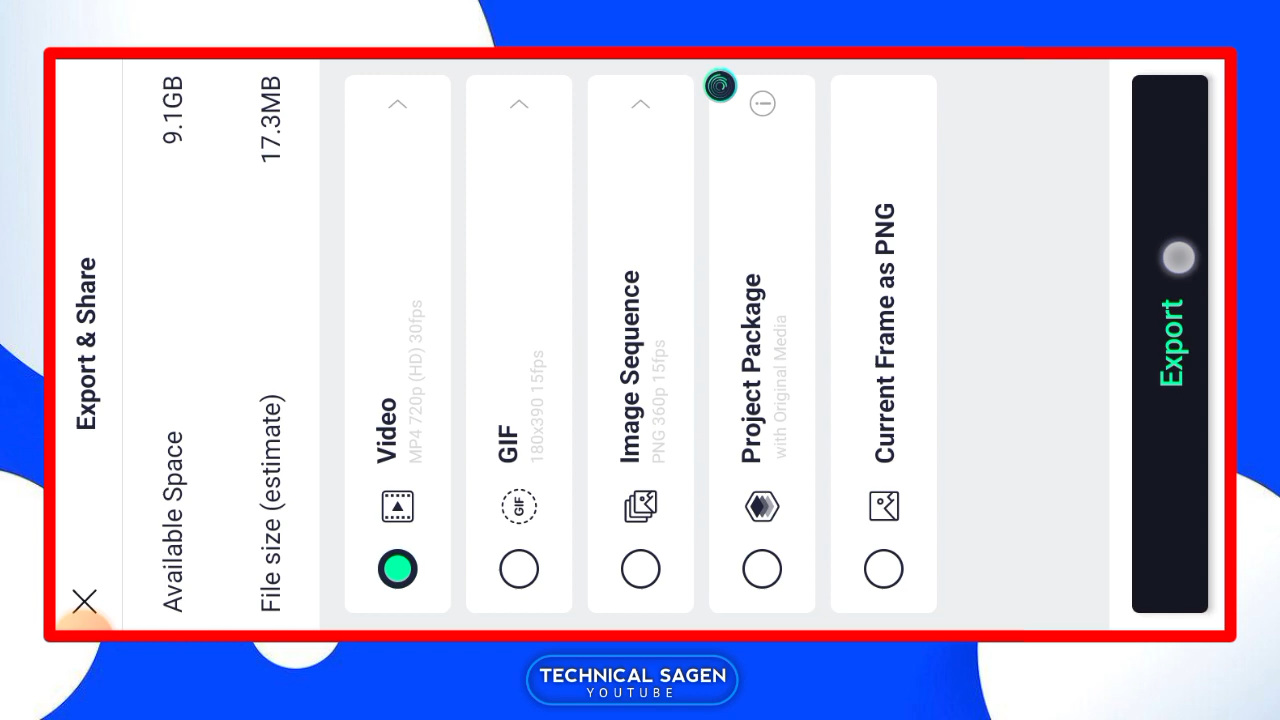 Export & Share
Available Space 9.1GB
File size (estimate) 17.3MB
Video
MP4 720p (HD) 30fps
GIF
GIF
180x390 15fps
Image Sequence
PNG 360p 15fps
Project Package
with Original Media
Current Frame as PNG
Export
TECHNICAL SAGEN
YOUTUBE